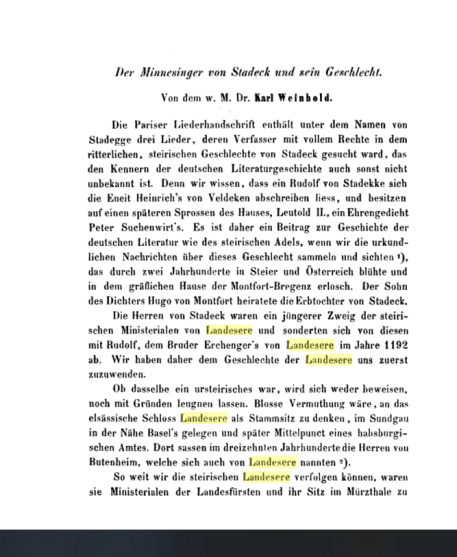 Der Minnesinger von Stadeck und sein Geschlecht.
Von dem w. M. Dr. Karl Weinhold.
Die Pariser Liederhandschrift enthält unter dem Namen von
Stadegge drei Lieder, deren Verfasser mit vollem Rechte in dem
ritterlichen, steirischen Geschlechte von Stadeck gesucht ward, das
den Kennern der deutschen Literaturgeschichte auch sonst nicht
unbekannt ist. Denn wir wissen, dass ein Rudolf von Stadekke sich
die Eneit Heinrich's von Veldeken abschreiben liess, und besitzen
auf einen späteren Sprossen des Hauses, Leutold II., ein Ehrengedicht
Peter Suchenwirt's. Es ist daher ein Beitrag zur Geschichte der
deutschen Literatur wie des steirischen Adels, wenn wir die urkund-
lichen Nachrichten über dieses Geschlecht sammeln und sichten ¹),
das durch zwei Jahrhunderte in Steier und Österreich blühte und
in dem gräflichen Hause der Montfort-Bregenz erlosch. Der Sohn
des Dichters Hugo von Montfort heiratete die Erbtochter von Stadeck.
Die Herren von Stadeck waren ein jüngerer Zweig der steiri-
schen Ministerialen von Landesere und sonderten sich von diesen
mit Rudolf, dem Bruder Erchenger's von Landesere im Jahre 1192
ab. Wir haben daher dem Geschlechte der Landesere uns zuerst
zuzuwenden.
Ob dasselbe ein ursteirisches war, wird sich weder beweisen,
noch mit Gründen leugnen lassen. Blosse Vermuthung wäre, an das
elsässische Schloss Landesere als Stammsitz zu denken, im Sundgau
in der Nähe Basel's gelegen und später Mittelpunct eines habsburgi-
schen Amtes. Dort sassen im dreizehnten Jahrhunderte die Herren von
Butenheim, welche sich auch von Landesere nannten ²).
So weit wir die steirischen Landesere verfolgen können, waren
sie Ministerialen der Landesfürsten und ihr Sitz im Mürzthale zu